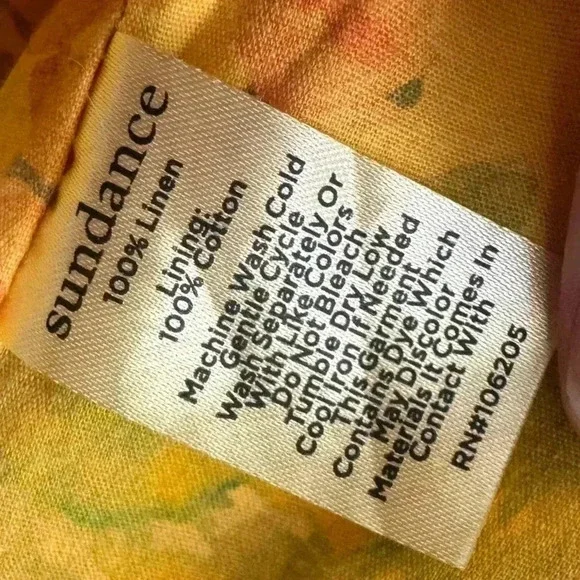 sundance
100% Linen
Lining:
100% Cotton
Machine Wash Cold
Gentle Cycle
Wash Separately Or
With Like Colors
Do Not Bleach
Tumble Dry Low
Cool Iron If Needed
This Garment
Contains Dye Which
May Discolor
Materials It Comes In
Contact With
RN#106205